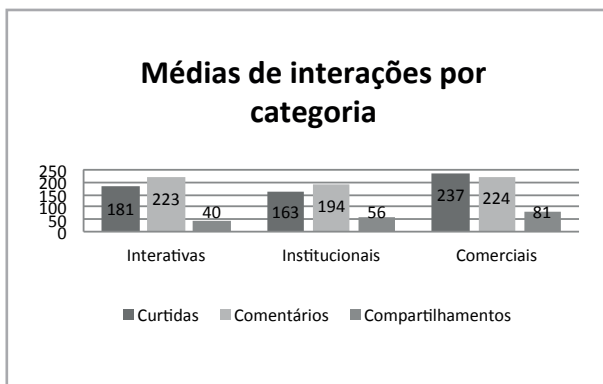 Médias de interações por
categoria
250
200
150
100
50
0
181
223
40
163
194
56
237
224
81
Interativas
Institucionais
Comerciais
Curtidas
Comentários
Compartilhamentos